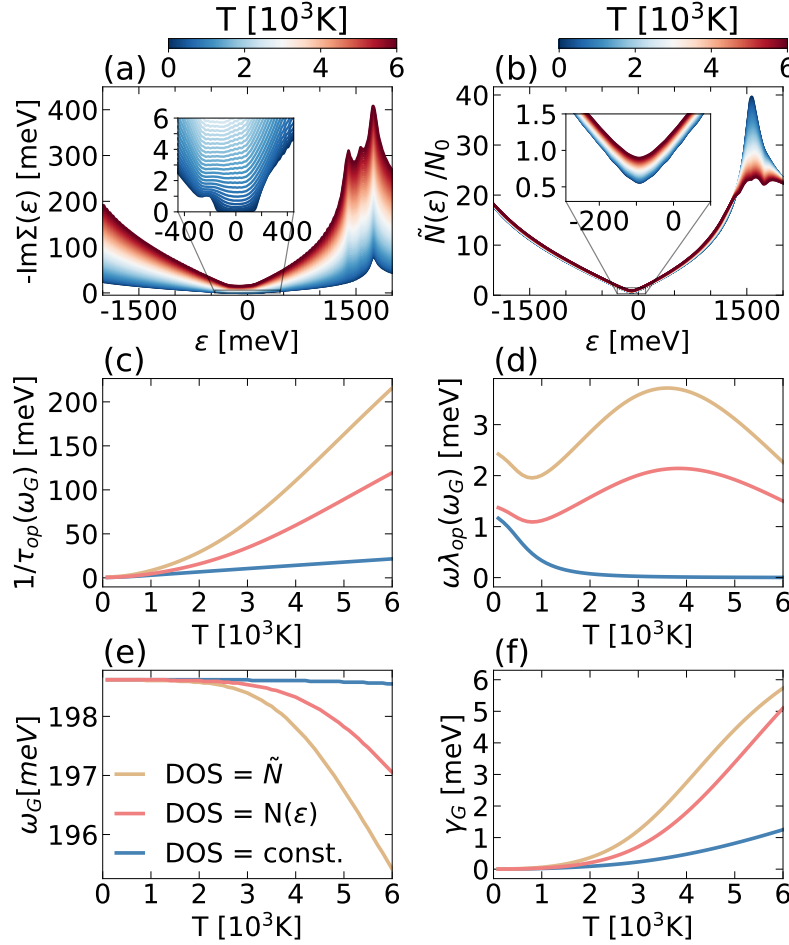 T [10³K]
T [10³K]
0 2 4 6
0 2 4 6
(a)
(b)
-ImΣ(ε) [meV]
400
300
200
100
0
6
4
2
0
-400 0 400
-1500 0 1500
ε [meV]
Ñ(ε) /N₀
40
30
20
10
0
1.5
1.0
0.5
-200 0
-1500 0 1500
ε [meV]
(c)
(d)
1/τ_op(ω_G) [meV]
200
150
100
50
0
0 1 2 3 4 5 6
T [10³K]
ωλ_op(ω_G) [meV]
3
2
1
0
0 1 2 3 4 5 6
T [10³K]
(e)
(f)
ω_G[meV]
198
197
196
DOS = Ñ
DOS = N(ε)
DOS = const.
0 1 2 3 4 5 6
T [10³K]
γ_G [meV]
6
5
4
3
2
1
0
0 1 2 3 4 5 6
T [10³K]